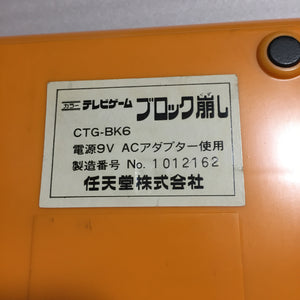 カラー テレビゲーム ブロック崩し
CTG-BK6
電源9V ACアダプター使用
製造番号 No. 1012162
任天堂株式会社